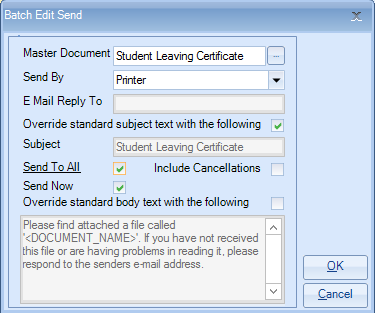 Batch Edit Send
Master Document Student Leaving Certificate ...
Send By Printer
E Mail Reply To
Override standard subject text with the following
Subject Student Leaving Certificate
Send To All Include Cancellations
Send Now
Override standard body text with the following
Please find attached a file called
'<DOCUMENT_NAME>'. If you have not received
this file or are having problems in reading it, please
respond to the senders e-mail address.
OK
Cancel